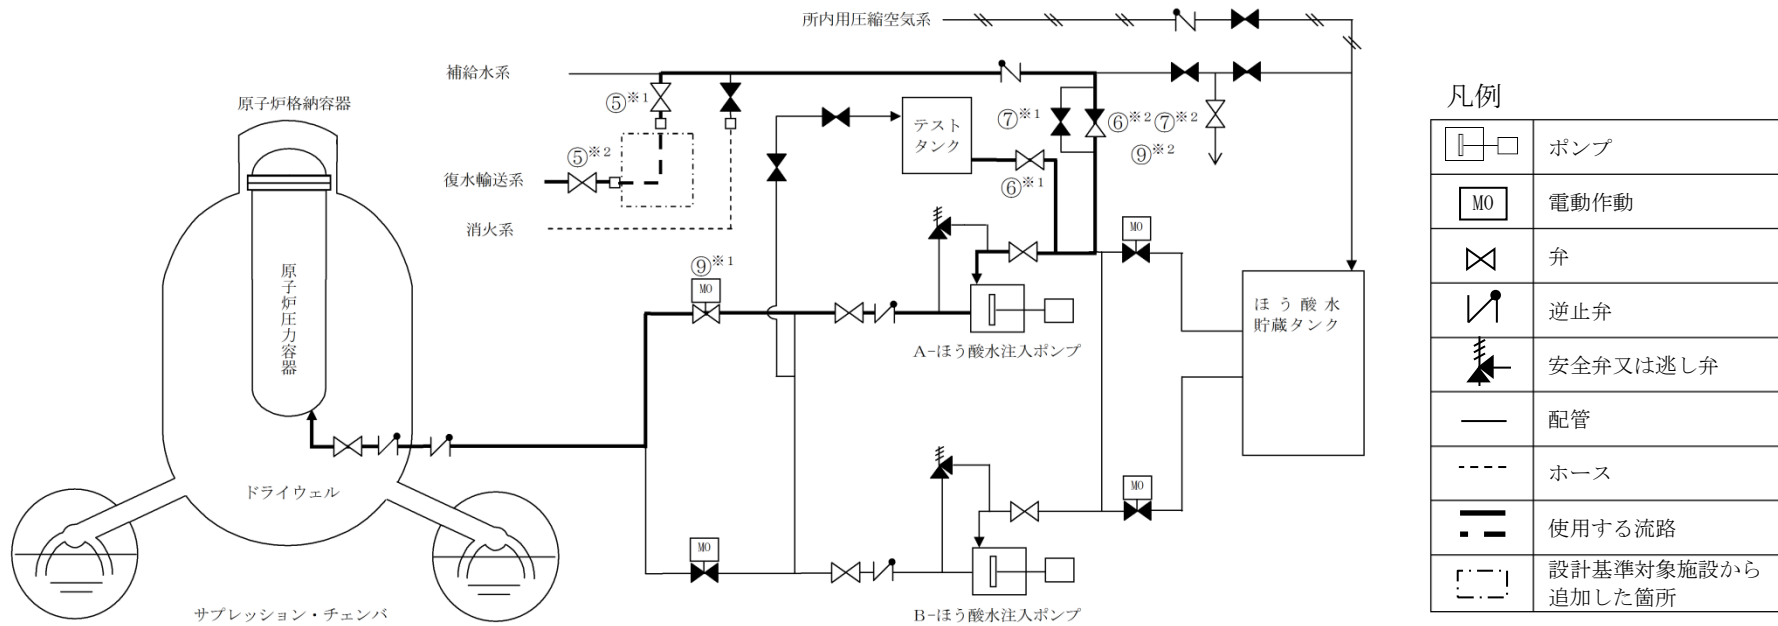 所内用圧縮空気系
補給水系
原子炉格納容器
⑤※1
⑦※1
⑥※2⑦※2
⑨※2
テスト
タンク
⑤※2
復水輸送系
⑥※1
消火系
MO
⑨※1
MO
原子炉圧力容器
ほう酸水
貯蔵タンク
A-ほう酸水注入ポンプ
ドライウェル
MO
MO
サプレッション・チェンバ
B-ほう酸水注入ポンプ
凡例
ポンプ
MO 電動作動
弁
逆止弁
安全弁又は逃し弁
配管
ホース
使用する流路
設計基準対象施設から
追加した箇所